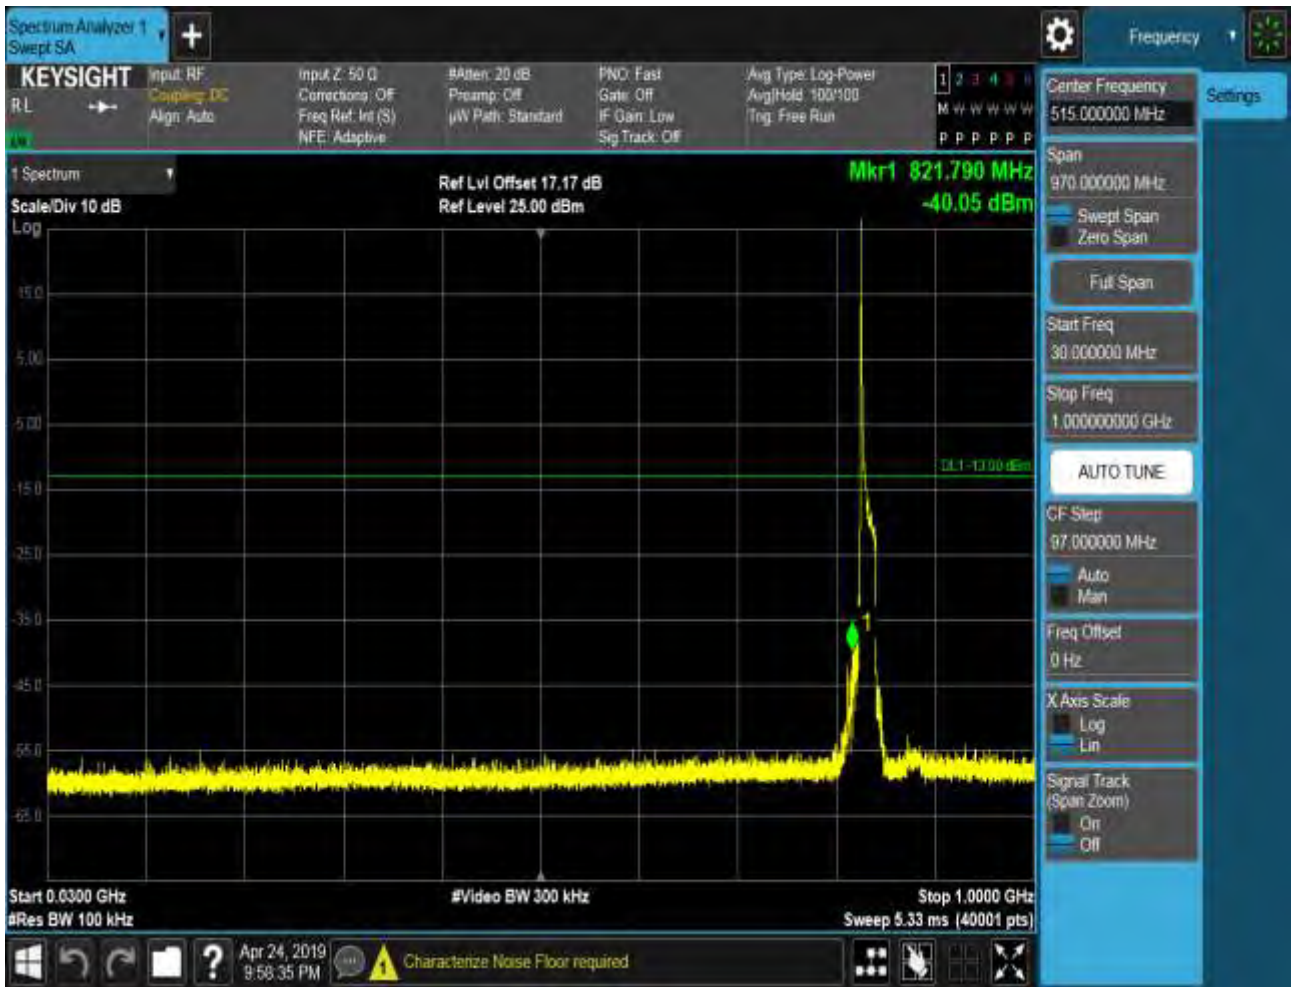 Spectrum Analyzer 1
Swept SA
Frequency
KEYSIGHT
RL
Input: RF
Coupling: DC
Align: Auto
Input Z: 50 Ω
Corrections: Off
Freq Ref: Int (S)
NFE: Adaptive
#Atten: 20 dB
Preamp: Off
µW Path: Standard
PNO: Fast
Gate: Off
IF Gain: Low
Sig Track: Off
Avg Type: Log-Power
Avg|Hold: 100/100
Trig: Free Run
1 2 3 4 5 6
M W W W W W
P P P P P P
Center Frequency
515.000000 MHz
Settings
Span
970.000000 MHz
Swept Span
Zero Span
Full Span
Start Freq
30.000000 MHz
Stop Freq
1.000000000 GHz
AUTO TUNE
CF Step
97.000000 MHz
Auto
Man
Freq Offset
0 Hz
X Axis Scale
Log
Lin
Signal Track
(Span Zoom)
On
Off
1 Spectrum
Scale/Div 10 dB
Log
Ref Lvl Offset 17.17 dB
Ref Level 25.00 dBm
Mkr1 821.790 MHz
-40.05 dBm
15.0
5.00
-5.00
DL1 -13.00 dBm
-15.0
-25.0
-35.0
1
-45.0
-55.0
-65.0
Start 0.0300 GHz
#Video BW 300 kHz
Stop 1.0000 GHz
#Res BW 100 kHz
Sweep 5.33 ms (40001 pts)
?
Apr 24, 2019
9:58:35 PM
Characterize Noise Floor required